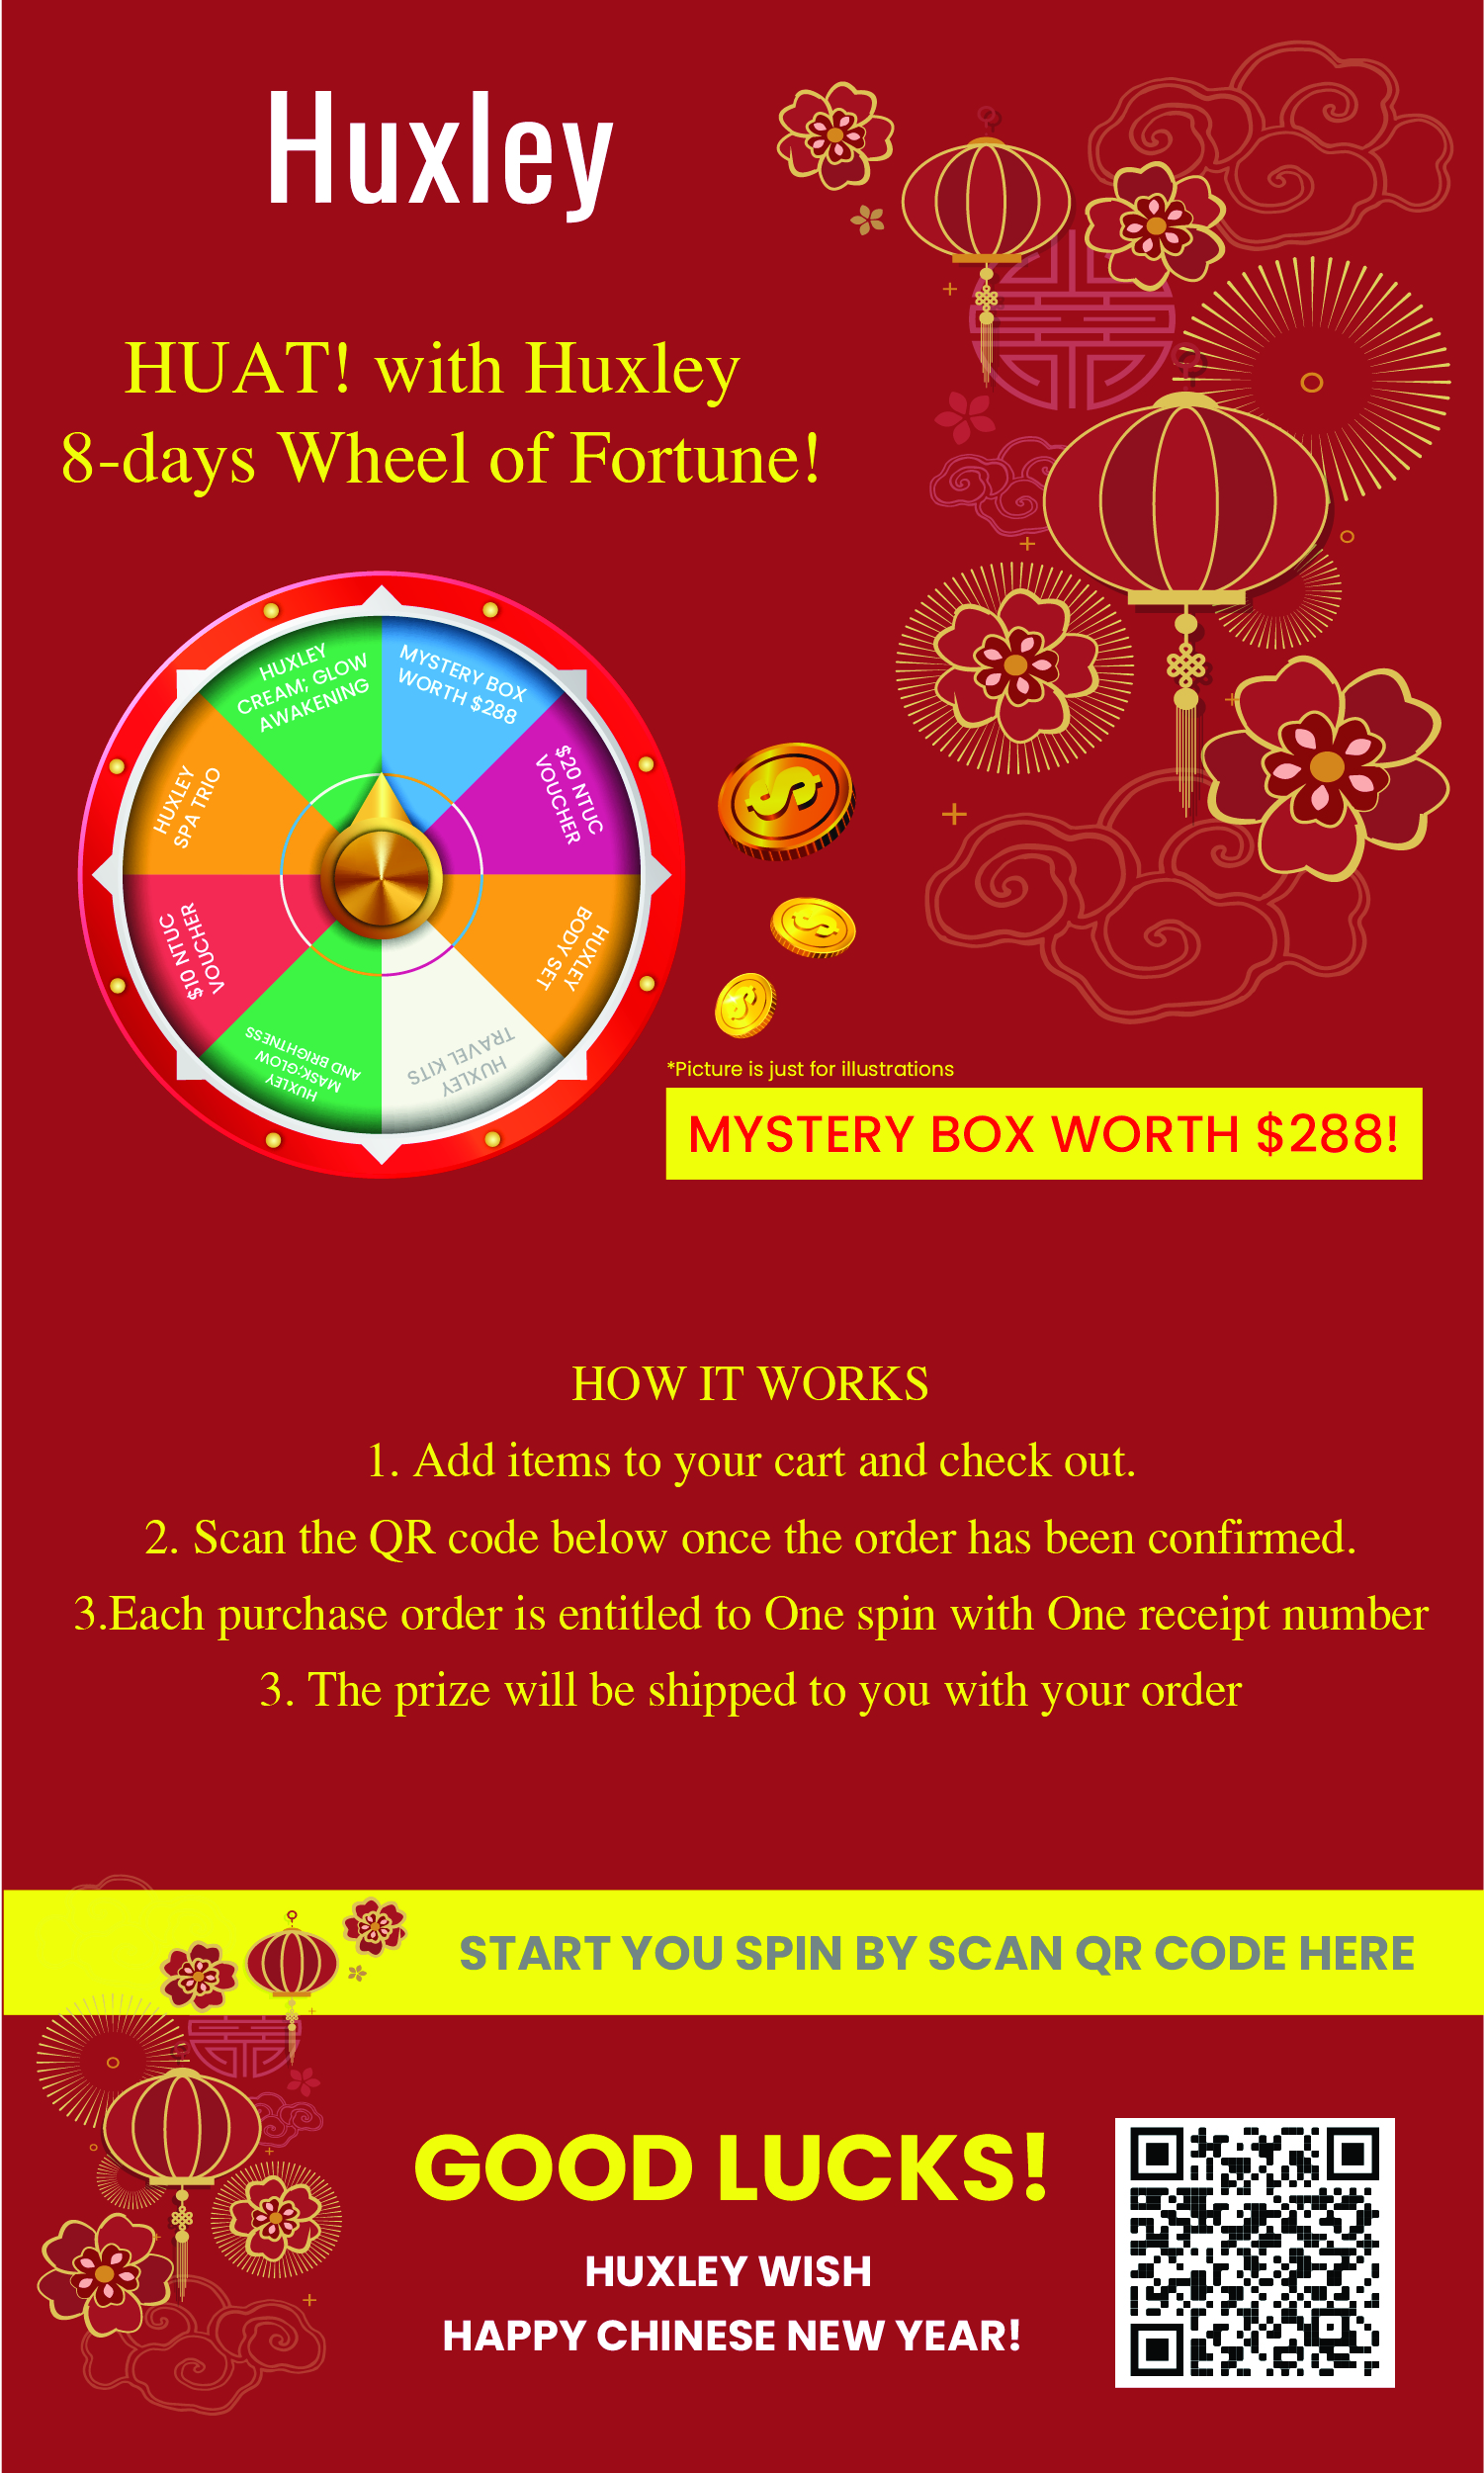 Huxley
HUAT! with Huxley
8-days Wheel of Fortune!
HUXLEY
CREAM; GLOW
AWAKENING
MYSTERY BOX
WORTH $288
$20 NTUC
VOUCHER
HUXLEY
BODY SET
HUXLEY
TRAVEL KITS
HUXLEY
MASK;GLOW
AND BRIGHTNESS
$10 NTUC
VOUCHER
HUXLEY
SPA TRIO
*Picture is just for illustrations
MYSTERY BOX WORTH $288!
HOW IT WORKS
1. Add items to your cart and check out.
2. Scan the QR code below once the order has been confirmed.
3.Each purchase order is entitled to One spin with One receipt number
3. The prize will be shipped to you with your order
START YOU SPIN BY SCAN QR CODE HERE
GOOD LUCKS!
HUXLEY WISH
HAPPY CHINESE NEW YEAR!